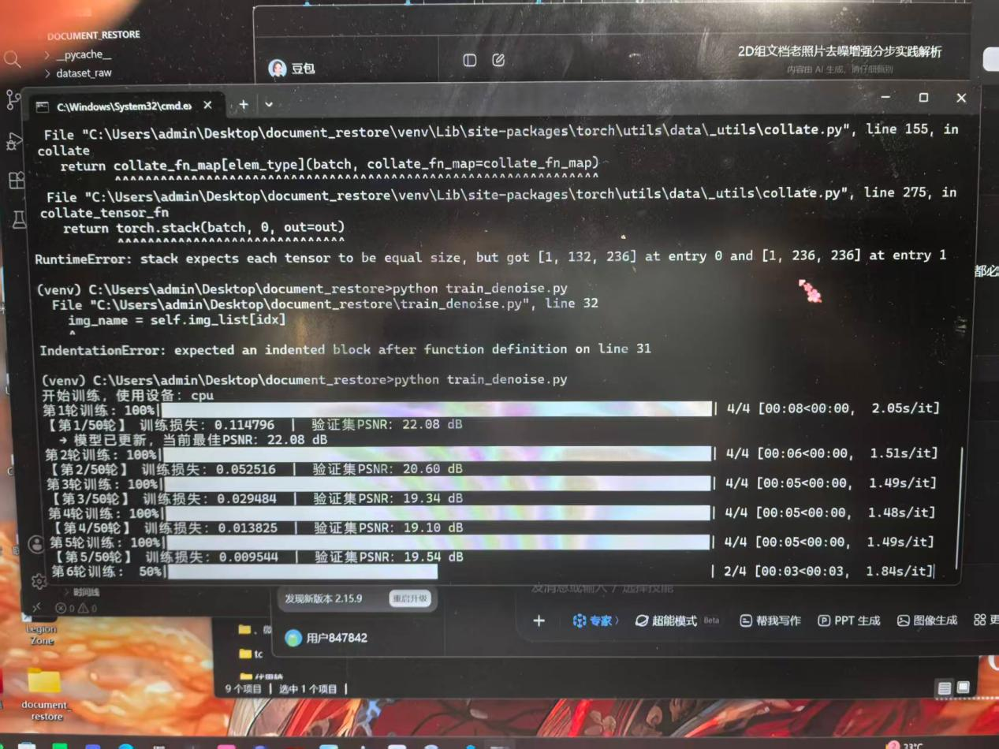 DOCUMENT_RESTORE
__pycache__
dataset_raw
豆包
2D组文档老照片去噪增强分步实践解析
内容由 AI 生成，请仔细甄别
C:\Windows\System32\cmd.ex
File "C:\Users\admin\Desktop\document_restore\venv\Lib\site-packages\torch\utils\data\_utils\collate.py", line 155, in
collate
return collate_fn_map[elem_type](batch, collate_fn_map=collate_fn_map)
^^^^^^^^^^^^^^^^^^^^^^^^^^^^^^^^^^^^^^^^^^^^^^^^^^^^^^^^^^^^^^^
File "C:\Users\admin\Desktop\document_restore\venv\Lib\site-packages\torch\utils\data\_utils\collate.py", line 275, in
collate_tensor_fn
return torch.stack(batch, 0, out=out)
^^^^^^^^^^^^^^^^^^^^^^^^^^^^^^
RuntimeError: stack expects each tensor to be equal size, but got [1, 132, 236] at entry 0 and [1, 236, 236] at entry 1
都必
(venv) C:\Users\admin\Desktop\document_restore>python train_denoise.py
File "C:\Users\admin\Desktop\document_restore\train_denoise.py", line 32
img_name = self.img_list[idx]
^
IndentationError: expected an indented block after function definition on line 31
(venv) C:\Users\admin\Desktop\document_restore>python train_denoise.py
开始训练，使用设备: cpu
第1轮训练: 100%| | 4/4 [00:08<00:00, 2.05s/it]
【第1/50轮】 训练损失: 0.114796 | 验证集PSNR: 22.08 dB
→ 模型已更新，当前最佳PSNR: 22.08 dB
第2轮训练: 100%| | 4/4 [00:06<00:00, 1.51s/it]
【第2/50轮】 训练损失: 0.052516 | 验证集PSNR: 20.60 dB
第3轮训练: 100%| | 4/4 [00:05<00:00, 1.49s/it]
【第3/50轮】 训练损失: 0.029484 | 验证集PSNR: 19.34 dB
第4轮训练: 100%| | 4/4 [00:05<00:00, 1.48s/it]
【第4/50轮】 训练损失: 0.013825 | 验证集PSNR: 19.10 dB
第5轮训练: 100%| | 4/4 [00:05<00:00, 1.49s/it]
【第5/50轮】 训练损失: 0.009544 | 验证集PSNR: 19.54 dB
第6轮训练: 50%| | 2/4 [00:03<00:03, 1.84s/it]
时间线
0 0
发现新版本 2.15.9
重启升级
专家
超能模式 Beta
帮我写作
PPT 生成
图像生成
更
用户847842
Legion
Zone
tc
9 个项目
选中 1 个项目
document_
restore
23°C